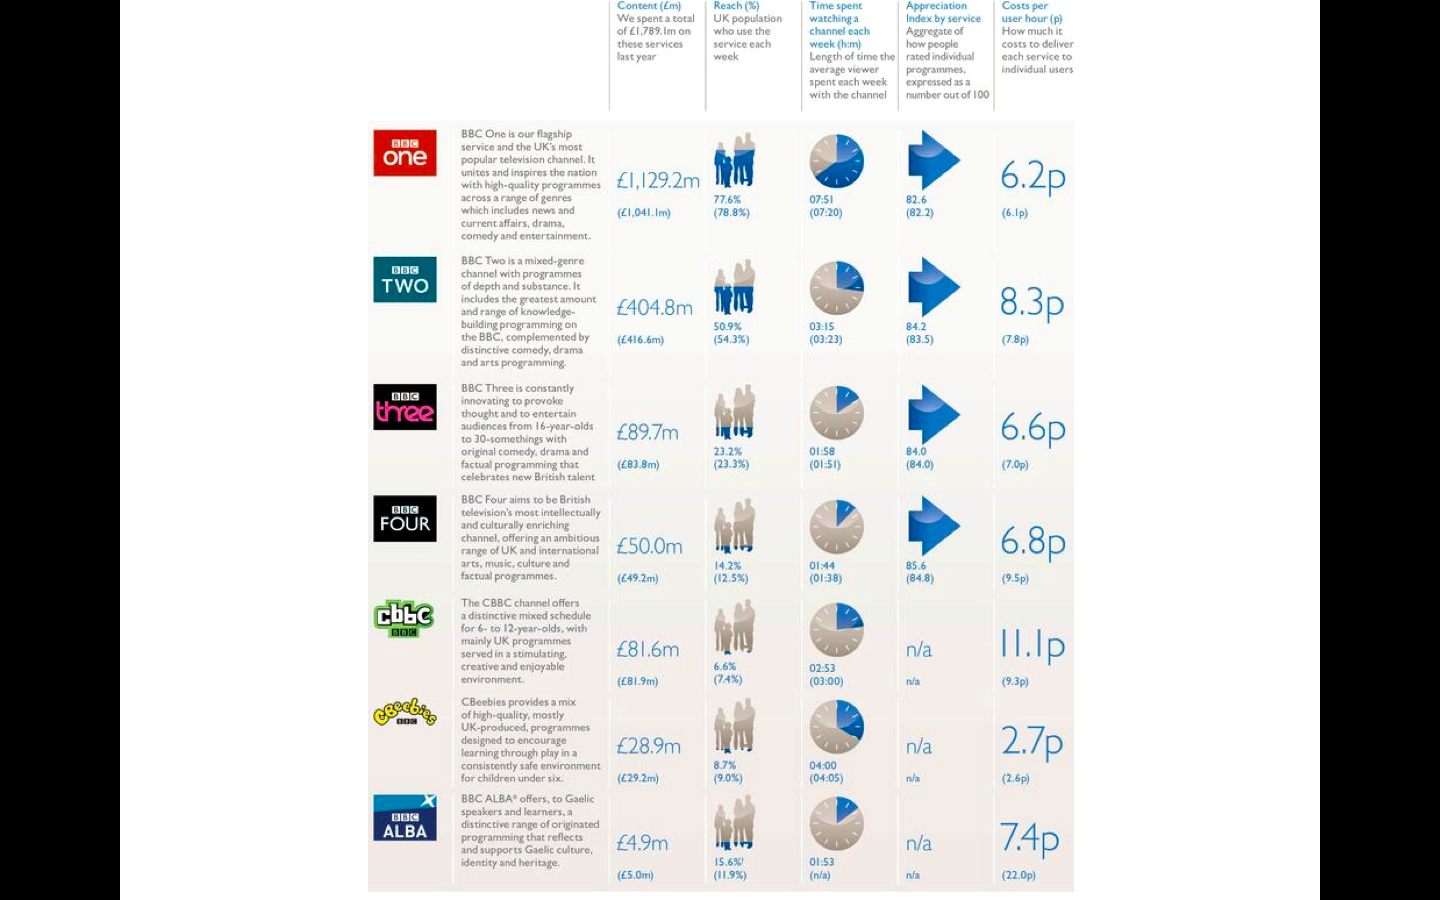 Content (£m)
We spent a total
of £1,789.1m on
these services
last year
Reach (%)
UK population
who use the
service each
week
Time spent
watching a
channel each
week (h:m)
Length of time the
average viewer
spent each week
with the channel
Appreciation
Index by service
Aggregate of
how people
rated individual
programmes,
expressed as a
number out of 100
Costs per
user hour (p)
How much it
costs to deliver
each service to
individual users
BBC
one
BBC One is our flagship
service and the UK's most
popular television channel. It
unites and inspires the nation
with high-quality programmes
across a range of genres
which includes news and
current affairs, drama,
comedy and entertainment.
£1,129.2m
(£1,041.1m)
77.6%
(78.8%)
07:51
(07:20)
82.6
(82.2)
6.2p
(6.1p)
BBC
TWO
BBC Two is a mixed-genre
channel with programmes
of depth and substance. It
includes the greatest amount
and range of knowledge-
building programming on
the BBC, complemented by
distinctive comedy, drama
and arts programming.
£404.8m
(£416.6m)
50.9%
(54.3%)
03:15
(03:23)
84.2
(83.5)
8.3p
(7.8p)
BBC
three
BBC Three is constantly
innovating to provoke
thought and to entertain
audiences from 16-year-olds
to 30-somethings with
original comedy, drama and
factual programming that
celebrates new British talent
£89.7m
(£83.8m)
23.2%
(23.3%)
01:58
(01:51)
84.0
(84.0)
6.6p
(7.0p)
BBC
FOUR
BBC Four aims to be British
television's most intellectually
and culturally enriching
channel, offering an ambitious
range of UK and international
arts, music, culture and
factual programmes.
£50.0m
(£49.2m)
14.2%
(12.5%)
01:44
(01:38)
85.6
(84.8)
6.8p
(9.5p)
cbbc
BBC
The CBBC channel offers
a distinctive mixed schedule
for 6- to 12-year-olds, with
mainly UK programmes
served in a stimulating,
creative and enjoyable
environment.
£81.6m
(£81.9m)
6.6%
(7.4%)
02:53
(03:00)
n/a
n/a
11.1p
(9.3p)
CBeebies
BBC
CBeebies provides a mix
of high-quality, mostly
UK-produced, programmes
designed to encourage
learning through play in a
consistently safe environment
for children under six.
£28.9m
(£29.2m)
8.7%
(9.0%)
04:00
(04:05)
n/a
n/a
2.7p
(2.6p)
BBC
ALBA
BBC ALBA* offers, to Gaelic
speakers and learners, a
distinctive range of originated
programming that reflects
and supports Gaelic culture,
identity and heritage.
£4.9m
(£5.0m)
15.6%†
(11.9%)
01:53
(n/a)
n/a
n/a
7.4p
(22.0p)